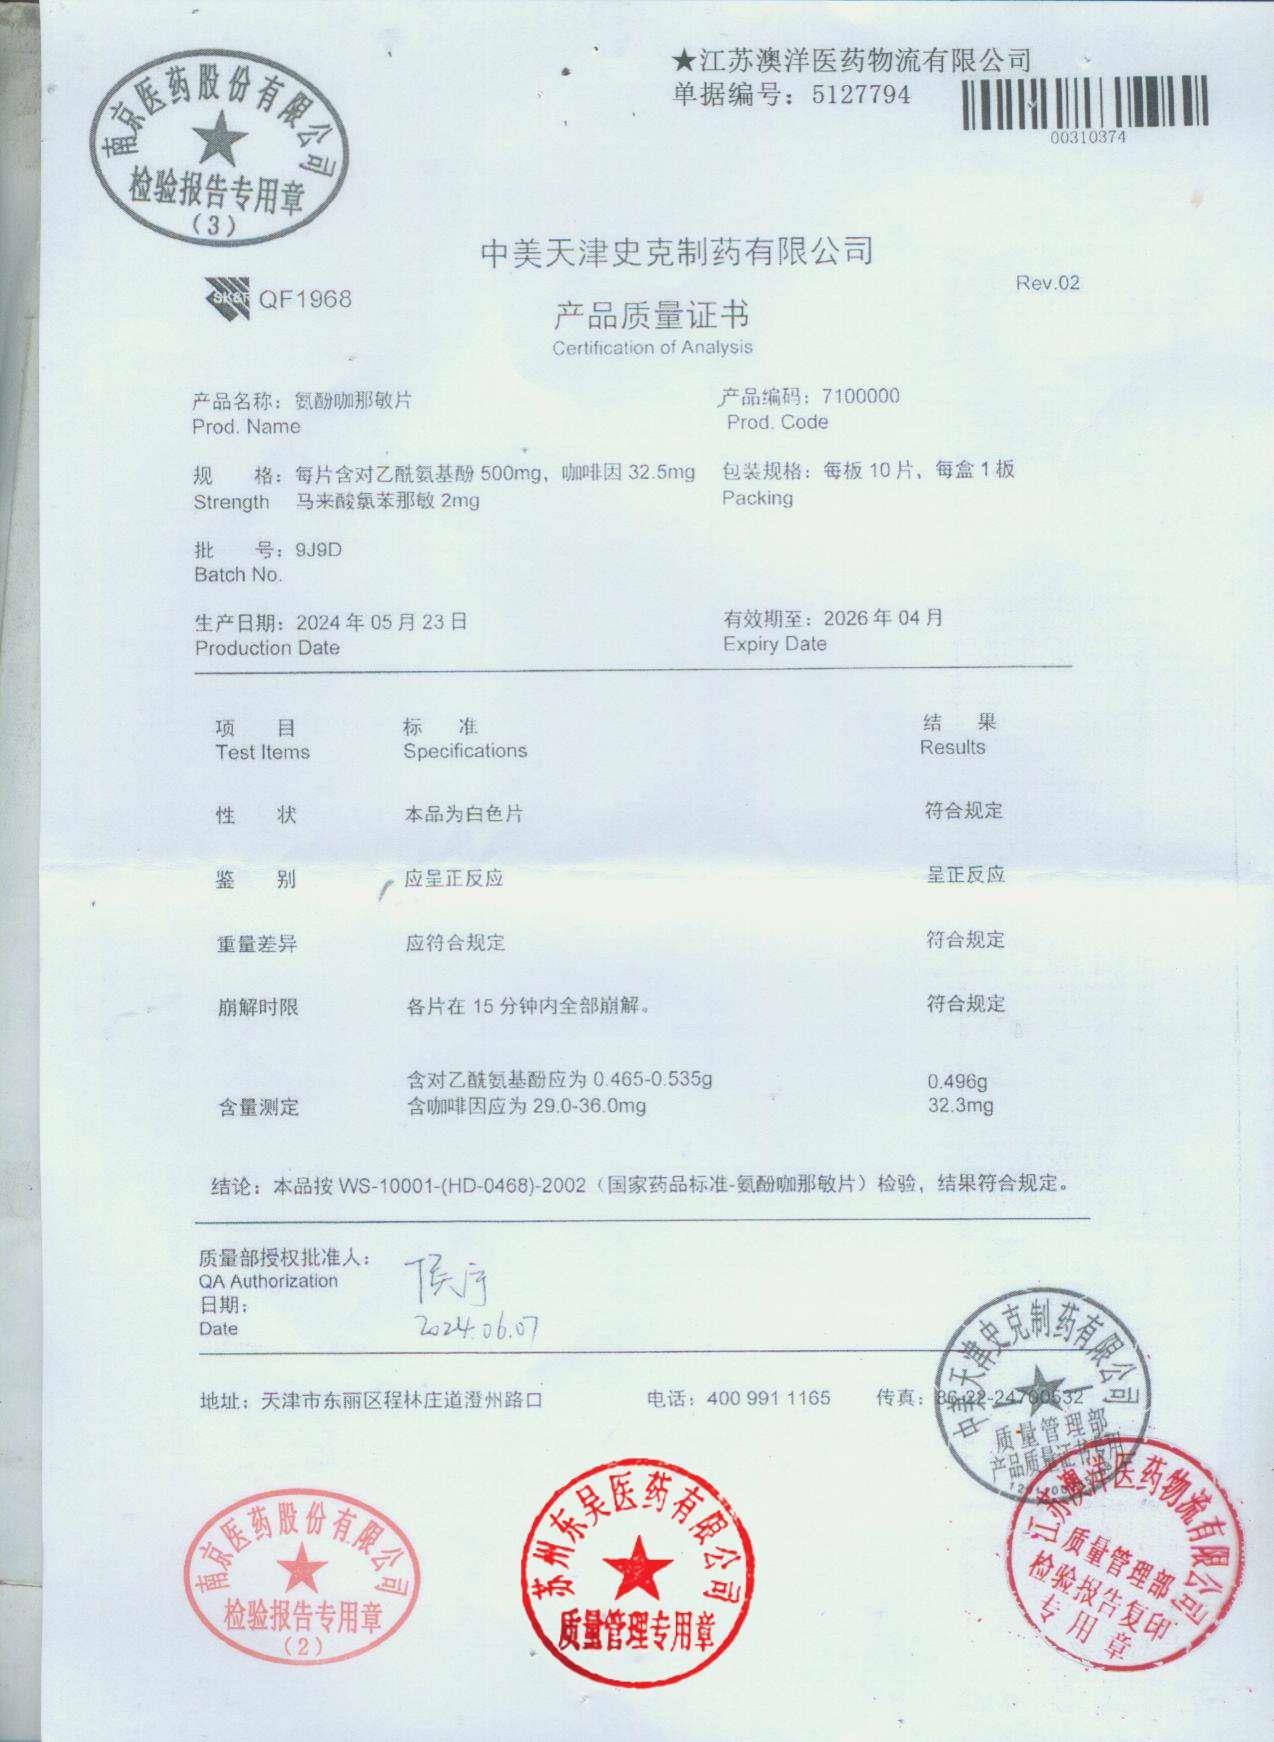 ★江苏澳洋医药物流有限公司
单据编号：5127794
00310374
南京医药股份有限公司
检验报告专用章
（3）
中美天津史克制药有限公司
SK&F QF1968
Rev.02
产品质量证书
Certification of Analysis
产品名称：氨酚咖那敏片 产品编码：7100000
Prod. Name Prod. Code
规 格：每片含对乙酰氨基酚 500mg，咖啡因 32.5mg 包装规格：每板 10 片，每盒 1 板
Strength 马来酸氯苯那敏 2mg Packing
批 号：9J9D
Batch No.
生产日期：2024 年 05 月 23 日 有效期至：2026 年 04 月
Production Date Expiry Date
项 目 标 准 结 果
Test Items Specifications Results
性 状 本品为白色片 符合规定
鉴 别 应呈正反应 呈正反应
重量差异 应符合规定 符合规定
崩解时限 各片在 15 分钟内全部崩解。 符合规定
含对乙酰氨基酚应为 0.465-0.535g 0.496g
含量测定 含咖啡因应为 29.0-36.0mg 32.3mg
结论：本品按 WS-10001-(HD-0468)-2002（国家药品标准-氨酚咖那敏片）检验，结果符合规定。
质量部授权批准人：
QA Authorization
侯宇
日期：
Date
2024.06.07
地址：天津市东丽区程林庄道澄州路口 电话：400 991 1165 传真：86-22-24700532
中美天津史克制药有限公司
质量管理部
产品质量证书专用
南京医药股份有限公司
检验报告专用章
（2）
苏州东吴医药有限公司
质量管理专用章
江苏澳洋医药物流有限公司
质量管理部
检验报告复印
专用章